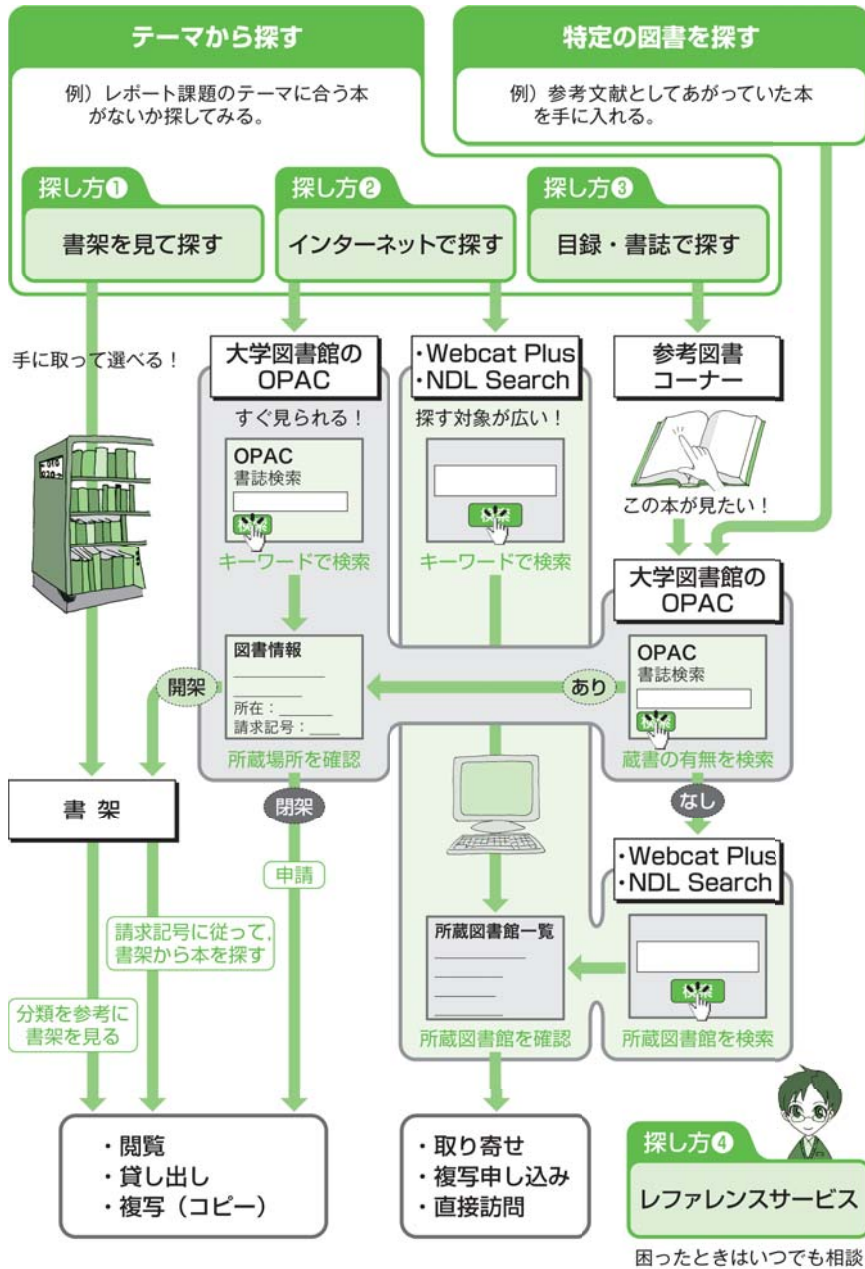 テーマから探す
例）レポート課題のテーマに合う本
がないか探してみる。
特定の図書を探す
例）参考文献としてあがっていた本
を手に入れる。
探し方❶
書架を見て探す
探し方❷
インターネットで探す
探し方❸
目録・書誌で探す
手に取って選べる！
大学図書館の
OPAC
すぐ見られる！
OPAC
書誌検索
検索
キーワードで検索
・Webcat Plus
・NDL Search
探す対象が広い！
検索
キーワードで検索
参考図書
コーナー
この本が見たい！
大学図書館の
OPAC
OPAC
書誌検索
検索
蔵書の有無を検索
あり
図書情報
所在：
請求記号：
所蔵場所を確認
開架
閉架
なし
書架
申請
・Webcat Plus
・NDL Search
検索
所蔵図書館を検索
所蔵図書館一覧
所蔵図書館を確認
請求記号に従って,
書架から本を探す
分類を参考に
書架を見る
・閲覧
・貸し出し
・複写（コピー）
・取り寄せ
・複写申し込み
・直接訪問
探し方❹
レファレンスサービス
困ったときはいつでも相談